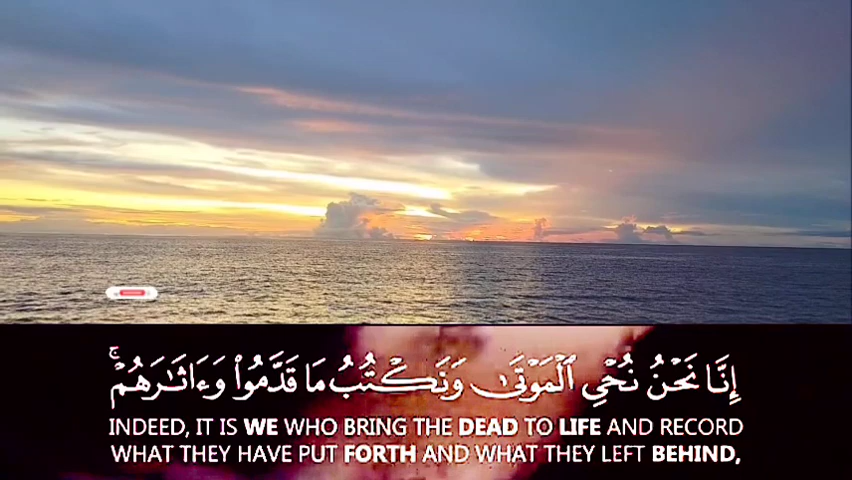 إِنَّا نَحْنُ نُحْيِ ٱلْمَوْتَىٰ وَنَكْتُبُ مَا قَدَّمُوا۟ وَءَاثَـٰرَهُمْ ۚ
INDEED, IT IS WE WHO BRING THE DEAD TO LIFE AND RECORD
WHAT THEY HAVE PUT FORTH AND WHAT THEY LEFT BEHIND,